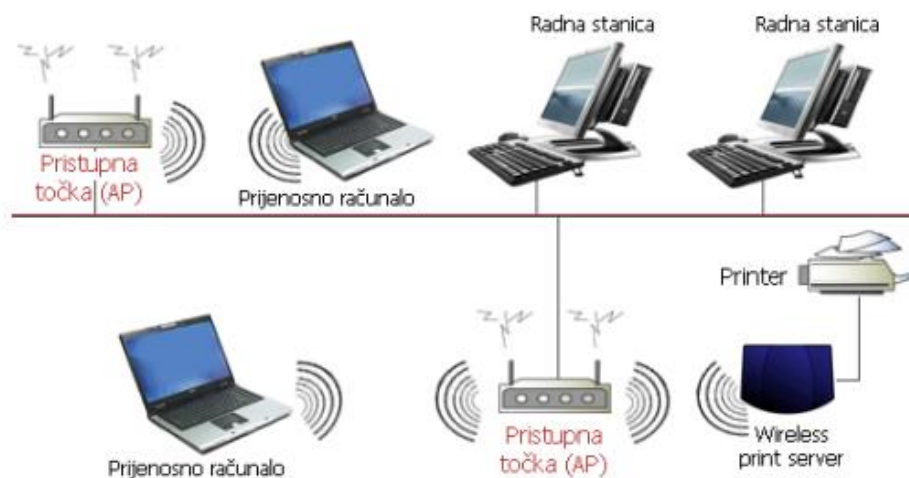 Radna stanica
Radna stanica
Pristupna
točka (AP)
Prijenosno računalo
Printer
Prijenosno računalo
Pristupna
točka (AP)
Wireless
print server